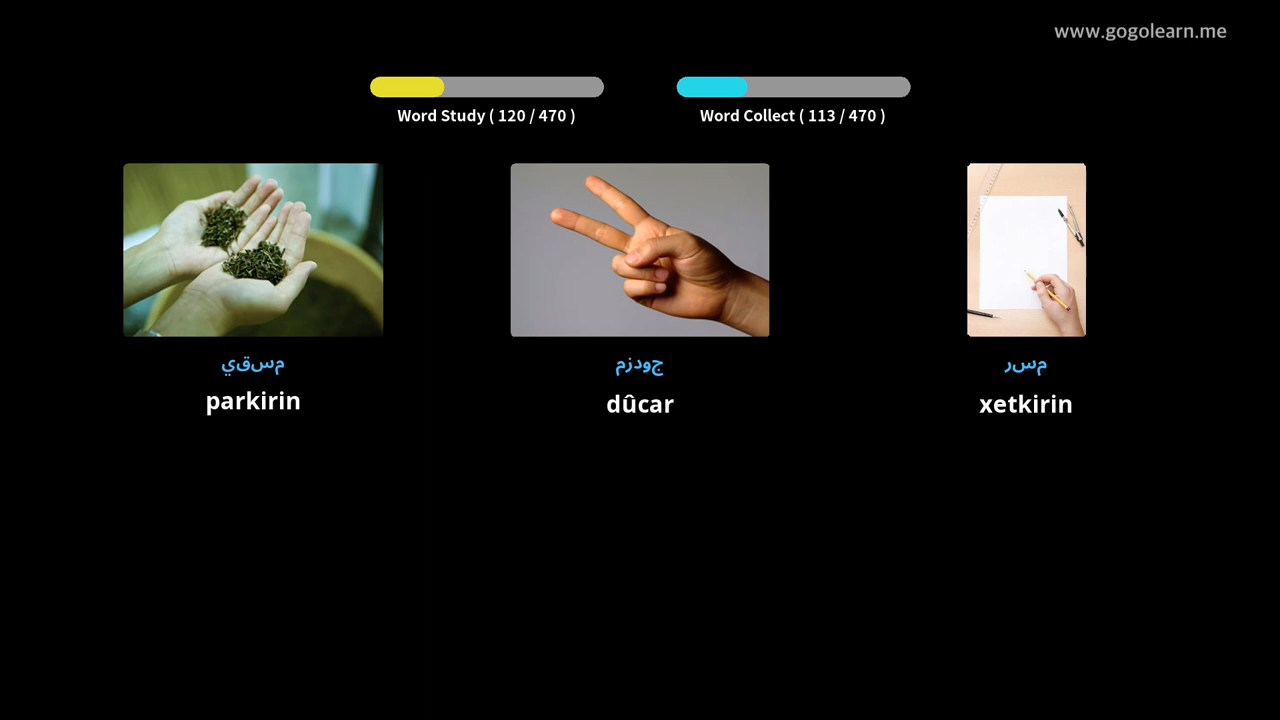 www.gogolearn.me
Word Study ( 120 / 470 )
Word Collect ( 113 / 470 )
مسقي
parkirin
جودزم
dûcar
مسر
xetkirin